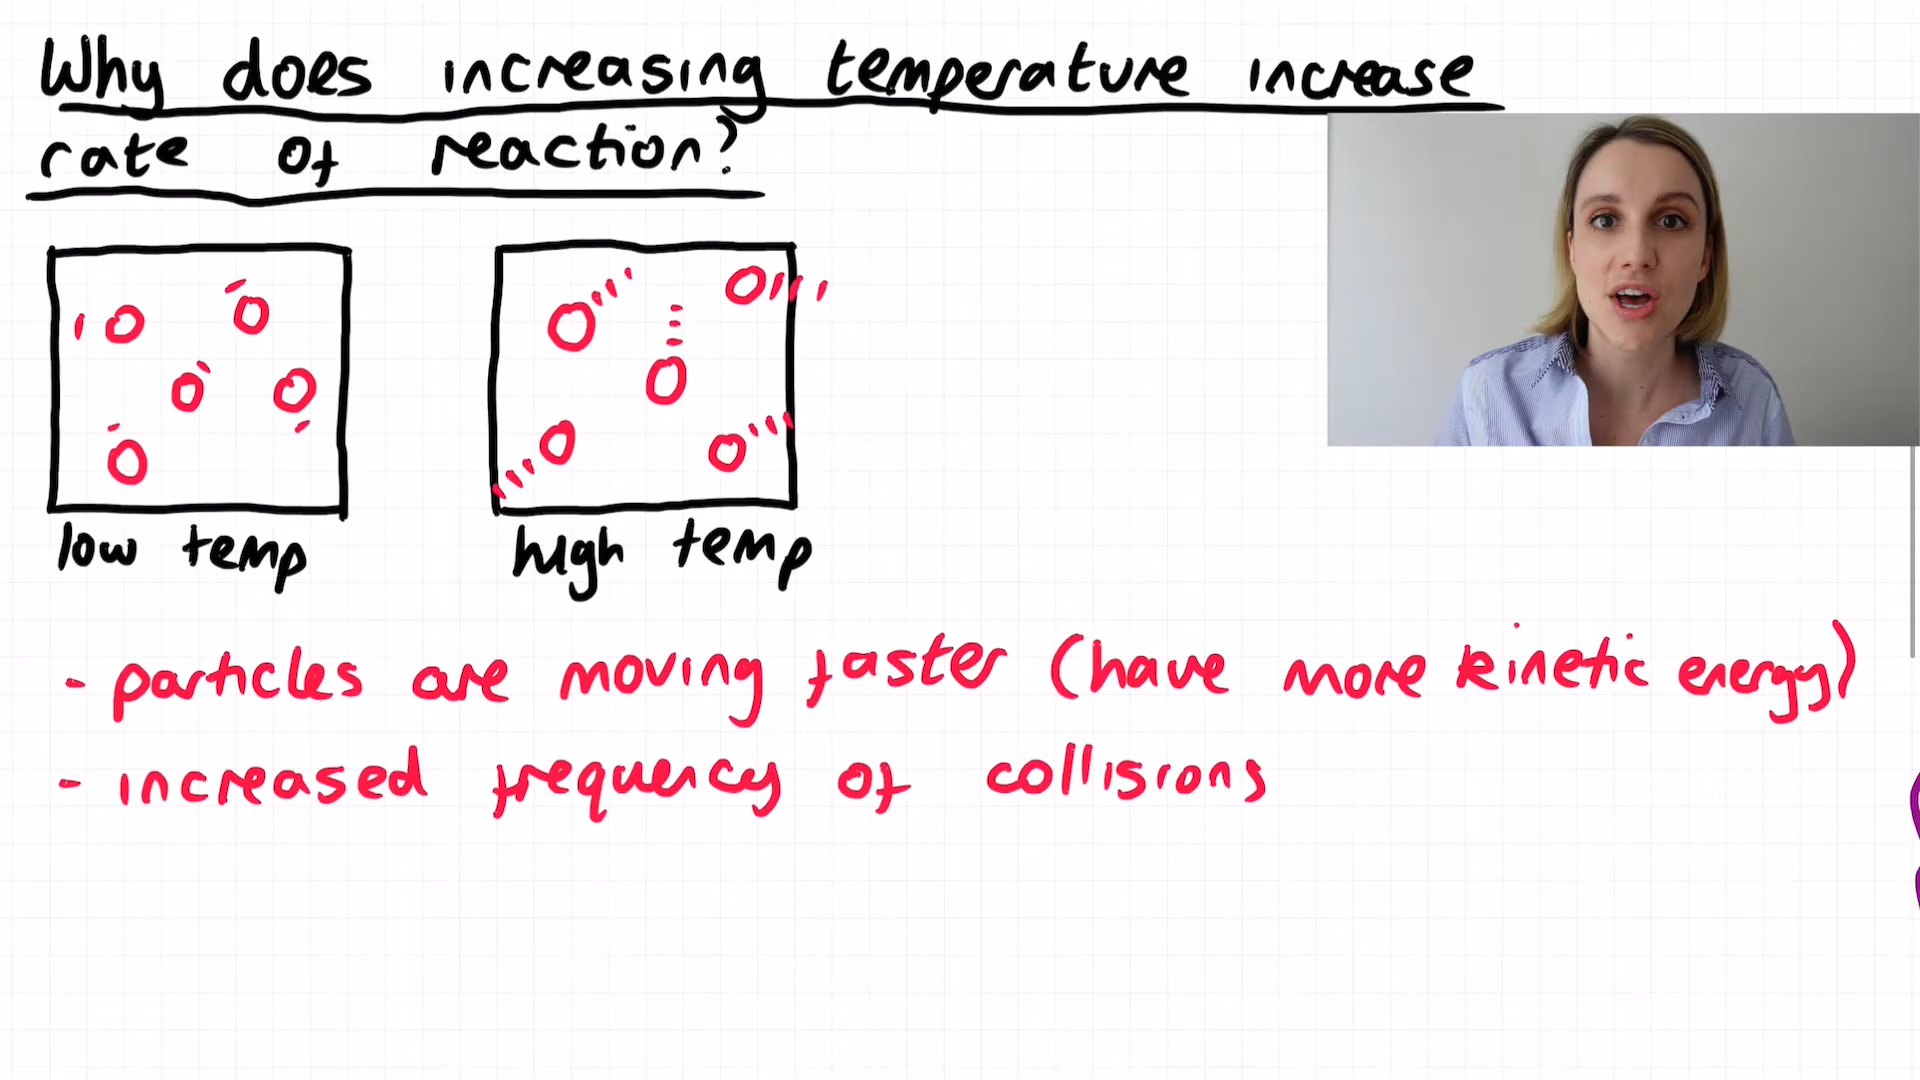 Why does increasing temperature increase
rate of reaction?
low temp
high temp
- particles are moving faster (have more kinetic energy)
- increased frequency of collisions